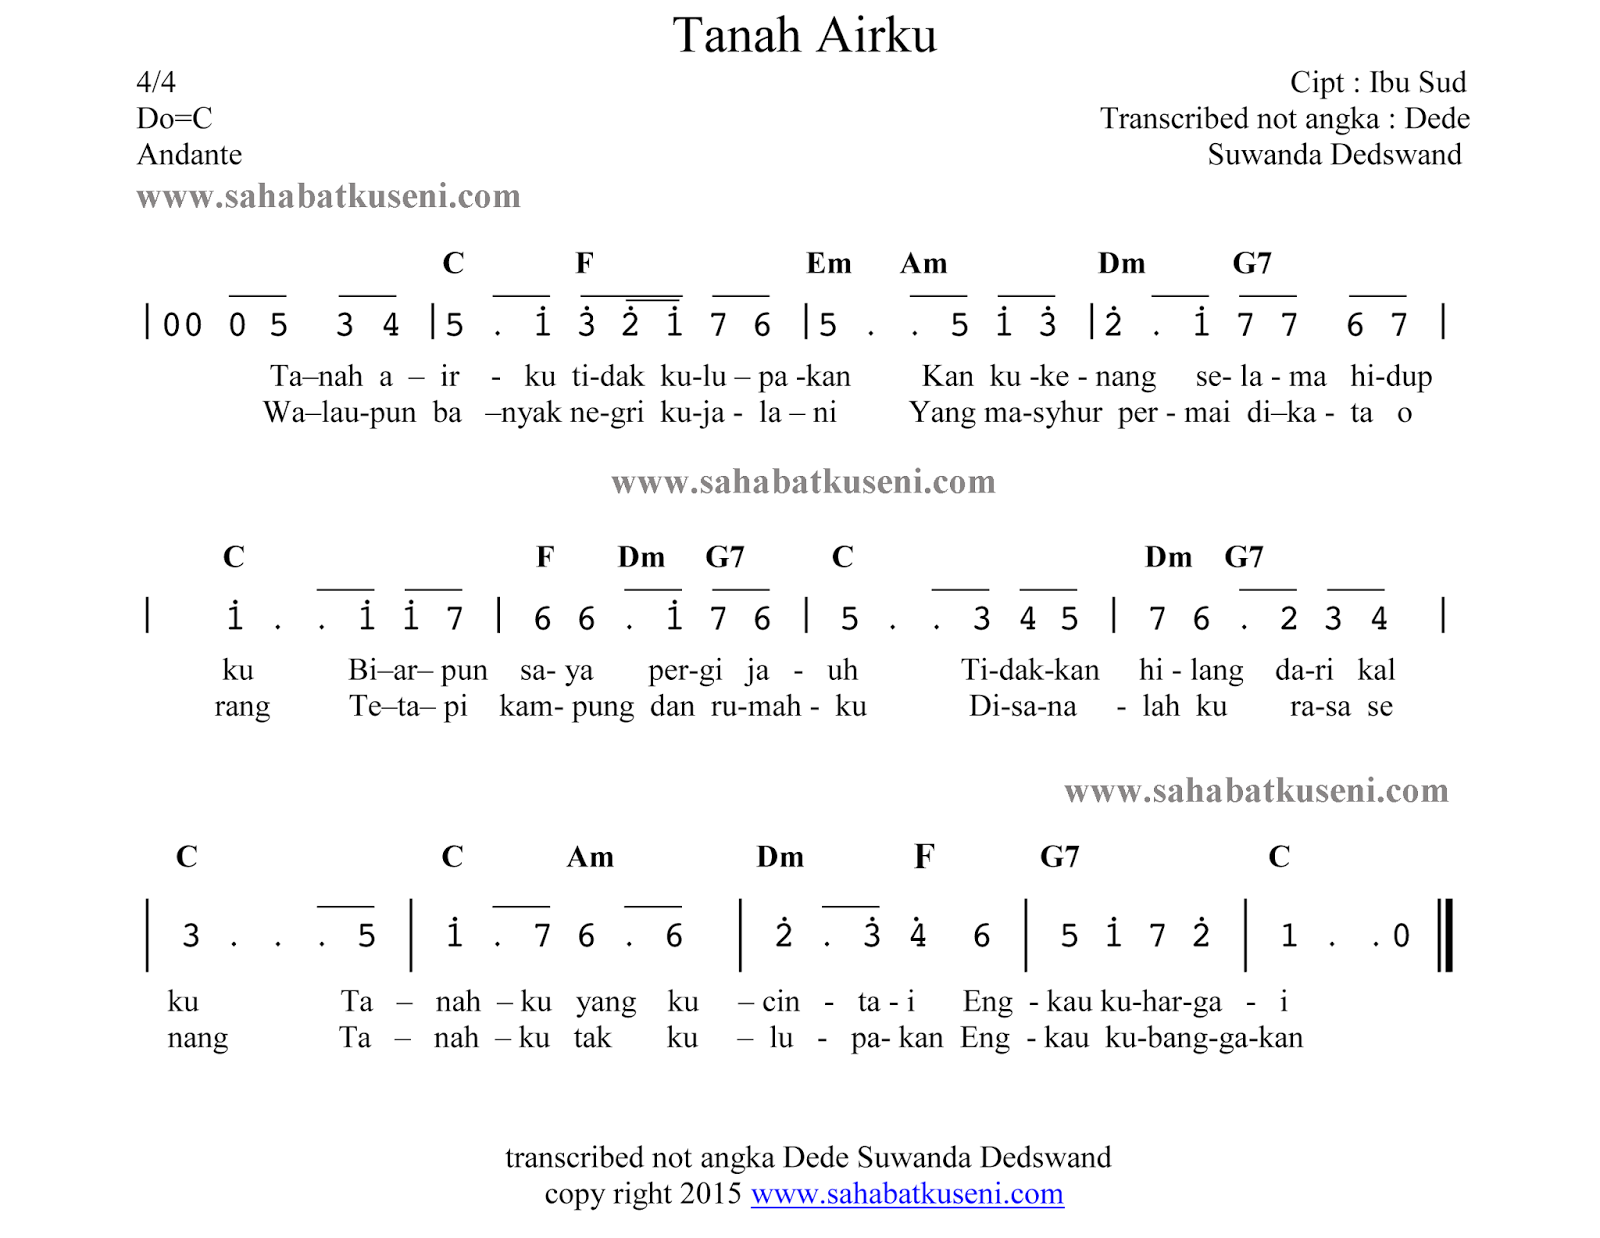 Tanah Airku
4/4 Cipt : Ibu Sud
Do=C Transcribed not angka : Dede
Andante Suwanda Dedswand
www.sahabatkuseni.com
C F Em Am Dm G7
|00 0 5 3 4 |5 . i̇ 3̇ 2̇ i̇ 7 6 |5 . . 5 i̇ 3̇ |2̇ . i̇ 7 7 6 7 |
Ta–nah a – ir - ku ti-dak ku-lu – pa -kan Kan ku -ke - nang se- la - ma hi-dup
Wa–lau-pun ba –nyak ne-gri ku-ja - la – ni Yang ma-syhur per - mai di–ka - ta o
www.sahabatkuseni.com
C F Dm G7 C Dm G7
| 1̇ . . 1̇ 1̇ 7 | 6 6 . 1̇ 7 6 | 5 . . 3 4 5 | 7 6 . 2 3 4 |
ku Bi–ar– pun sa- ya per-gi ja - uh Ti-dak-kan hi - lang da-ri kal
rang Te–ta– pi kam- pung dan ru-mah - ku Di-sa-na - lah ku ra-sa se
www.sahabatkuseni.com
C C Am Dm F G7 C
| 3 . . . 5 | 1̇ . 7 6 . 6 | 2̇ . 3̇ 4̇ 6 | 5 1̇ 7 2̇ | 1 . .0 ||
ku Ta – nah – ku yang ku – cin - ta - i Eng - kau ku-har-ga - i
nang Ta – nah – ku tak ku – lu - pa- kan Eng - kau ku-bang-ga-kan
transcribed not angka Dede Suwanda Dedswand
copy right 2015 www.sahabatkuseni.com